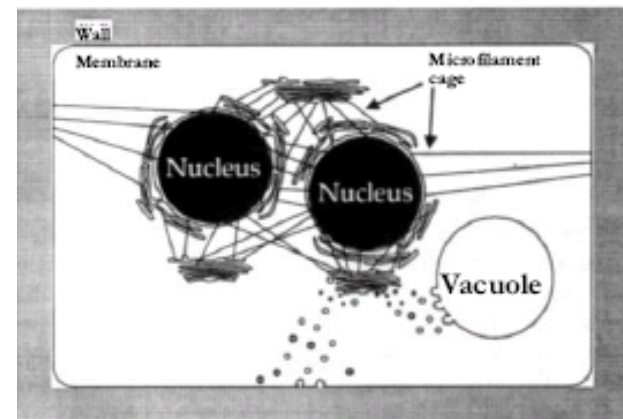 Wall
Membrane
Microfilament
cage
Nucleus
Nucleus
Vacuole